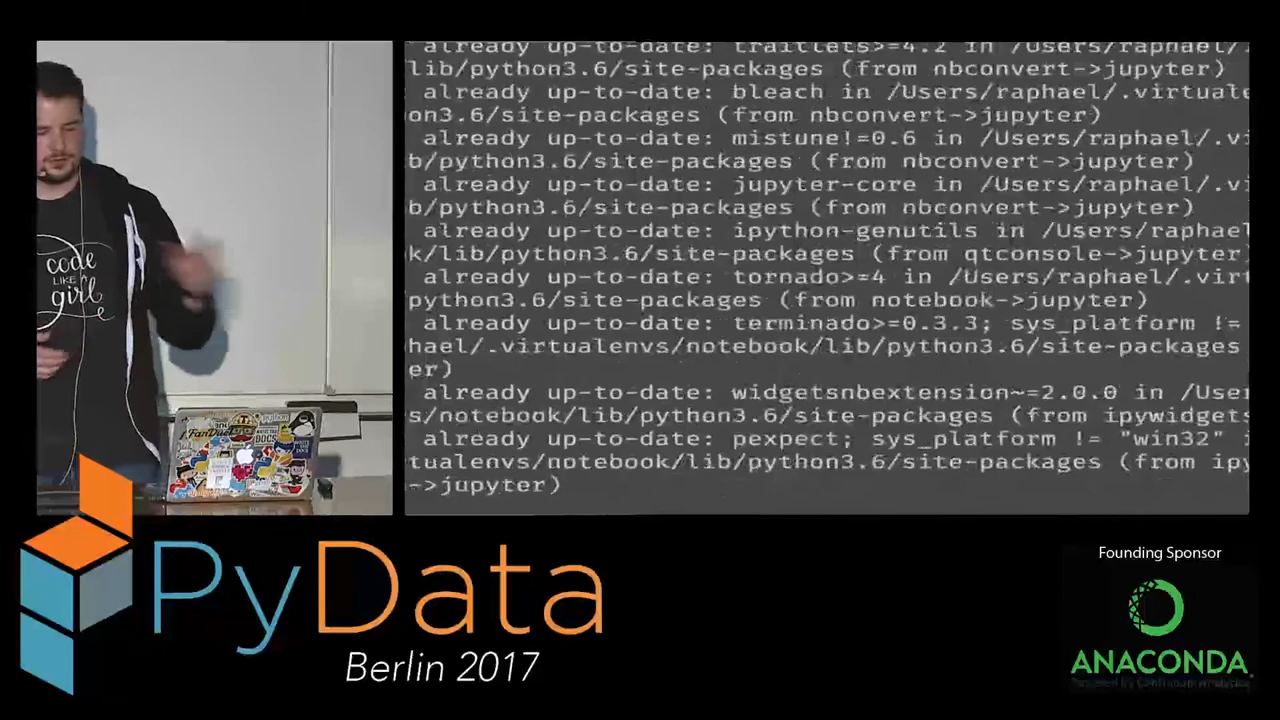 already up-to-date: traitlets>=4.2 in /Users/raphael/.
lib/python3.6/site-packages (from nbconvert->jupyter)
already up-to-date: bleach in /Users/raphael/.virtuale
on3.6/site-packages (from nbconvert->jupyter)
already up-to-date: mistune!=0.6 in /Users/raphael/.vi
b/python3.6/site-packages (from nbconvert->jupyter)
already up-to-date: jupyter-core in /Users/raphael/.vi
b/python3.6/site-packages (from nbconvert->jupyter)
already up-to-date: ipython-genutils in /Users/raphael
k/lib/python3.6/site-packages (from qtconsole->jupyter)
already up-to-date: tornado>=4 in /Users/raphael/.virt
python3.6/site-packages (from notebook->jupyter)
already up-to-date: terminado>=0.3.3; sys_platform !=
hael/.virtualenvs/notebook/lib/python3.6/site-packages
er)
already up-to-date: widgetsnbextension~=2.0.0 in /User
s/notebook/lib/python3.6/site-packages (from ipywidgets
already up-to-date: pexpect; sys_platform != "win32" i
tualenvs/notebook/lib/python3.6/site-packages (from ipy
->jupyter)
code
LIKE A
girl
python
DOCS
PyData
Berlin 2017
Founding Sponsor
ANACONDA